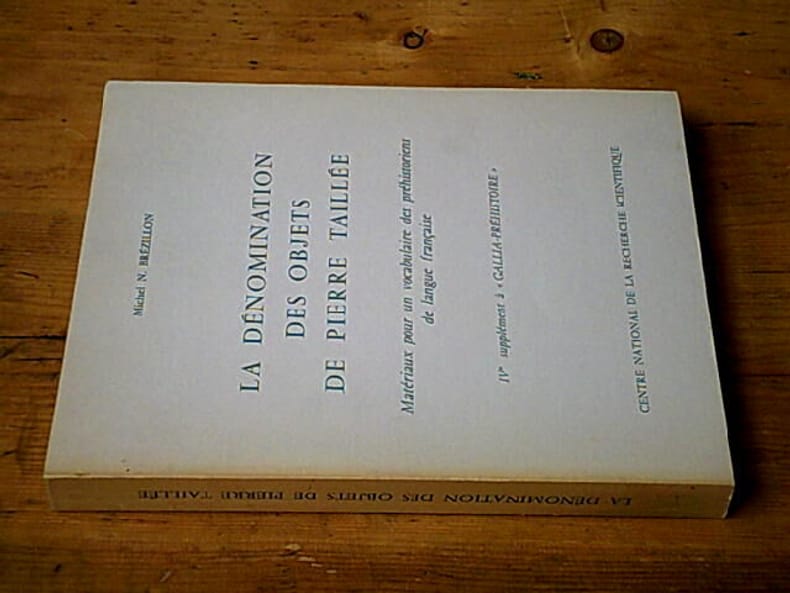 Michel N. BRÉZILLON
LA DÉNOMINATION
DES OBJETS
DE PIERRE TAILLÉE
Matériaux pour un vocabulaire des préhistoriens
de langue française
IVe supplément à « GALLIA-PRÉHISTOIRE »
CENTRE NATIONAL DE LA RECHERCHE SCIENTIFIQUE
LA DÉNOMINATION DES OBJETS DE PIERRE TAILLÉE